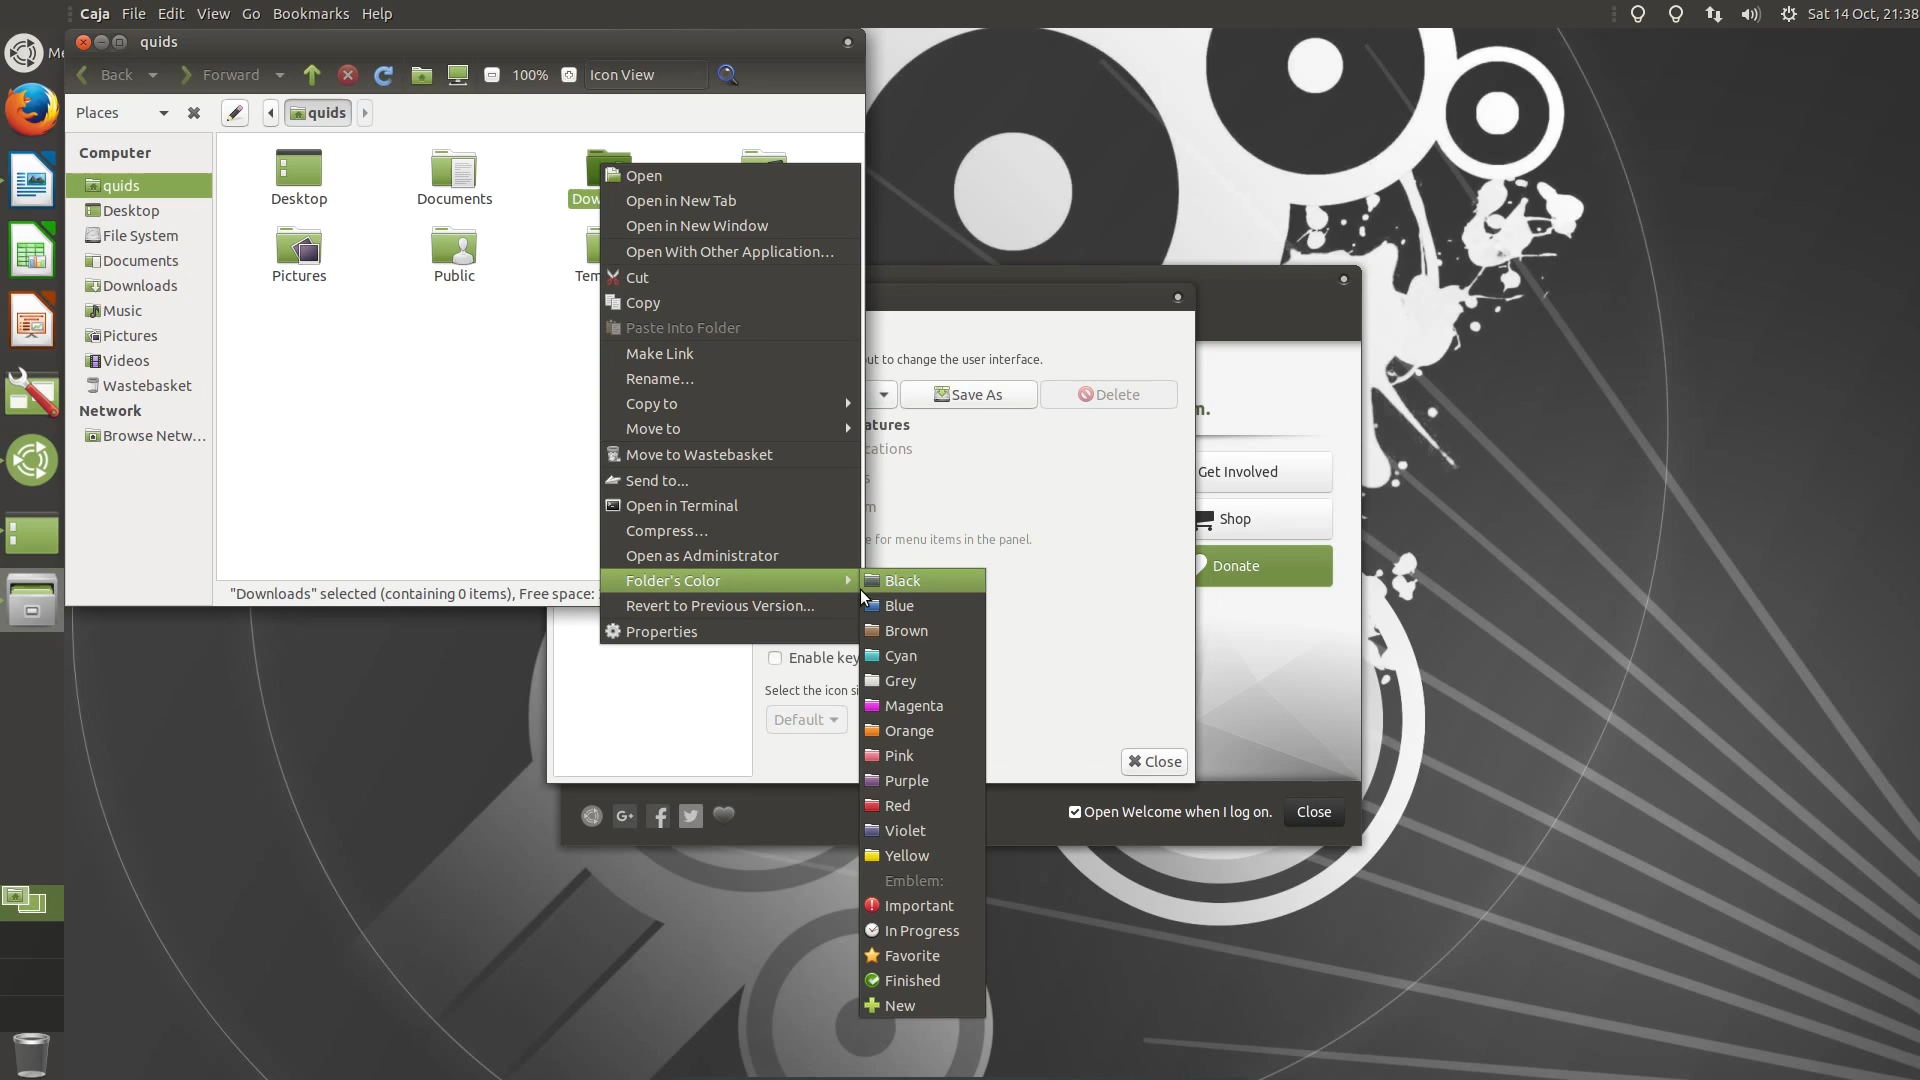 Caja File Edit View Go Bookmarks Help
Sat 14 Oct, 21:38
quids
Back Forward 100% Icon View
Places quids
Computer
quids
Desktop
File System
Documents
Downloads
Music
Pictures
Videos
Wastebasket
Network
Browse Netw...
Desktop Documents
Pictures Public
"Downloads" selected (containing 0 items), Free space:
Open
Open in New Tab
Open in New Window
Open With Other Application...
Cut
Copy
Paste Into Folder
Make Link
Rename...
Copy to
Move to
Move to Wastebasket
Send to...
Open in Terminal
Compress...
Open as Administrator
Folder's Color
Revert to Previous Version...
Properties
Black
Blue
Brown
Cyan
Grey
Magenta
Orange
Pink
Purple
Red
Violet
Yellow
Emblem:
Important
In Progress
Favorite
Finished
New
to change the user interface.
Save As Delete
for menu items in the panel.
Enable key
Select the icon si
Default
Close
Get Involved
Shop
Donate
G+
Open Welcome when I log on. Close